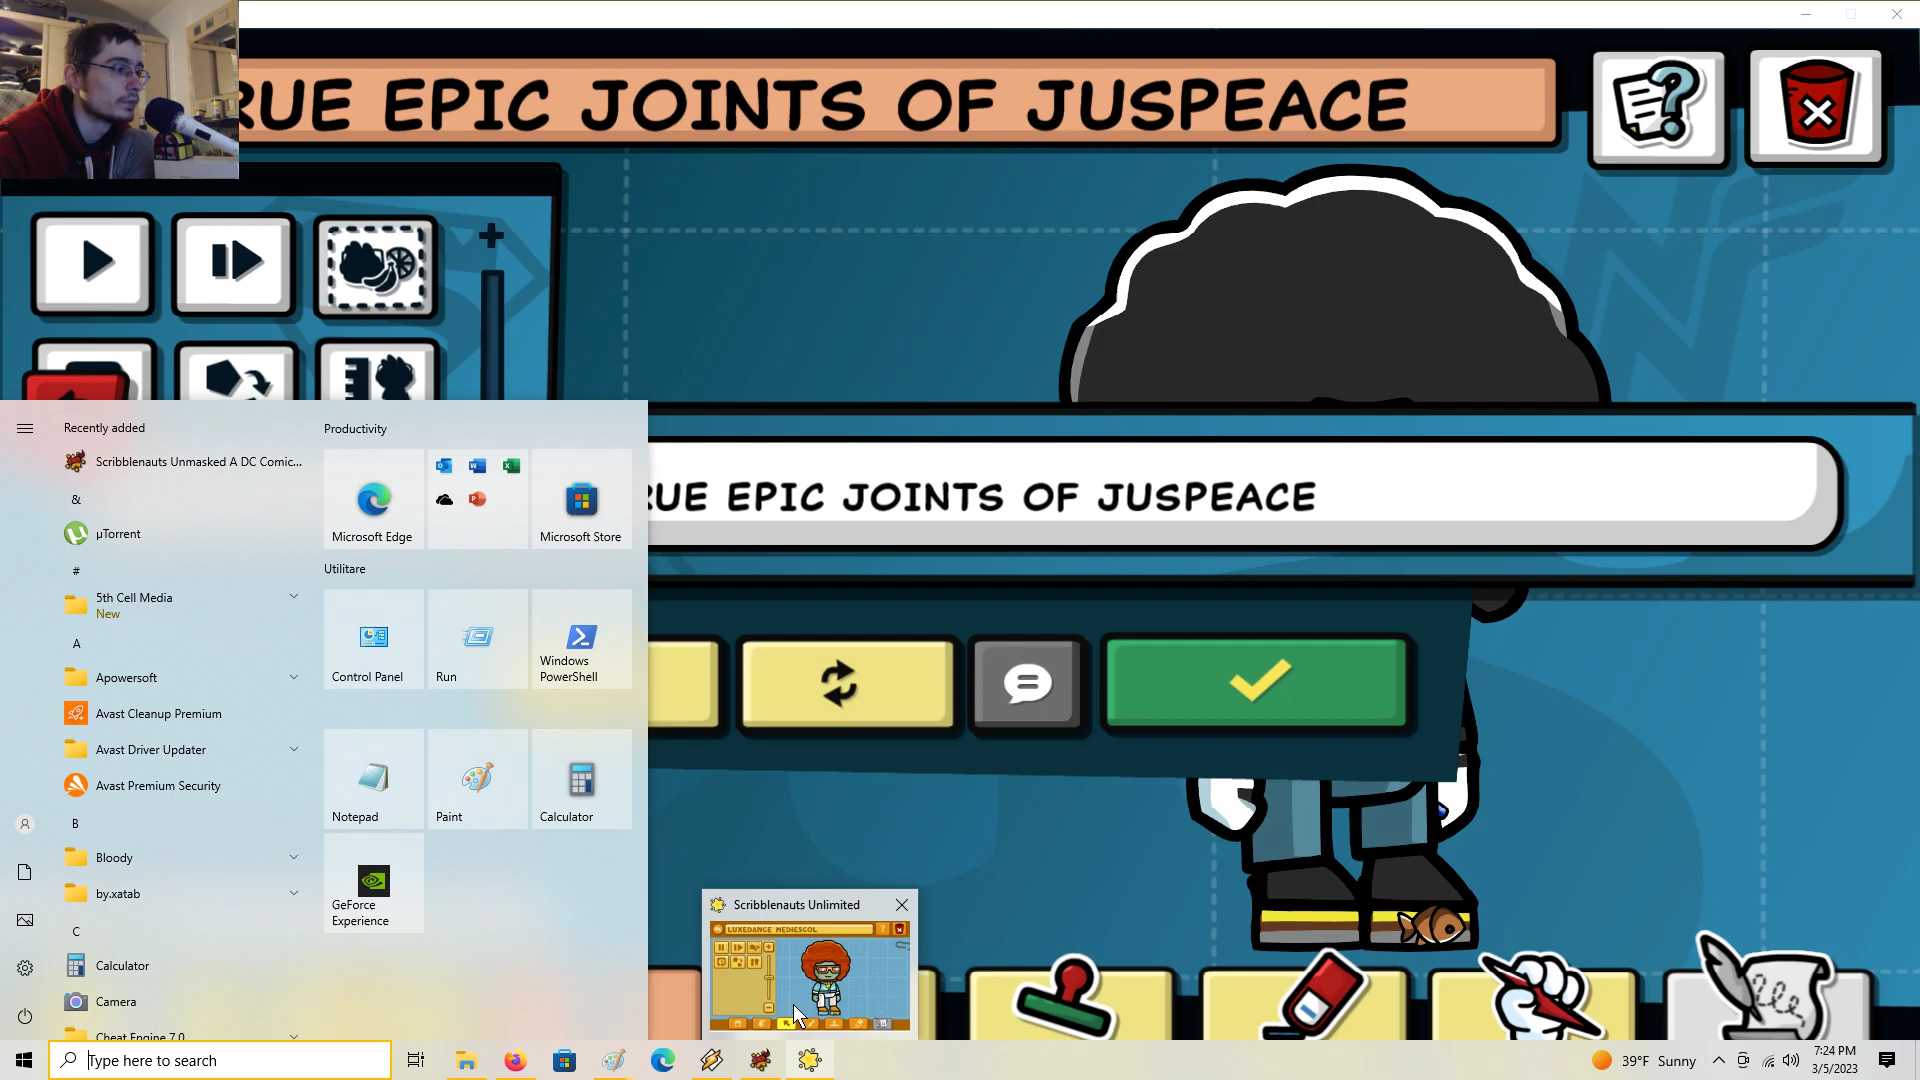 RUE EPIC JOINTS OF JUSPEACE
Recently added
Scribblenauts Unmasked A DC Comic...
&
µTorrent
#
5th Cell Media
New
A
Apowersoft
Avast Cleanup Premium
Avast Driver Updater
Avast Premium Security
B
Bloody
by.xatab
C
Calculator
Camera
Cheat Engine 7.0
Productivity
Microsoft Edge
Microsoft Store
Utilitare
Control Panel
Run
Windows PowerShell
Notepad
Paint
Calculator
GeForce Experience
RUE EPIC JOINTS OF JUSPEACE
Scribblenauts Unlimited
LUXEDANCE MEDIESCOL
Type here to search
39°F Sunny
7:24 PM
3/5/2023